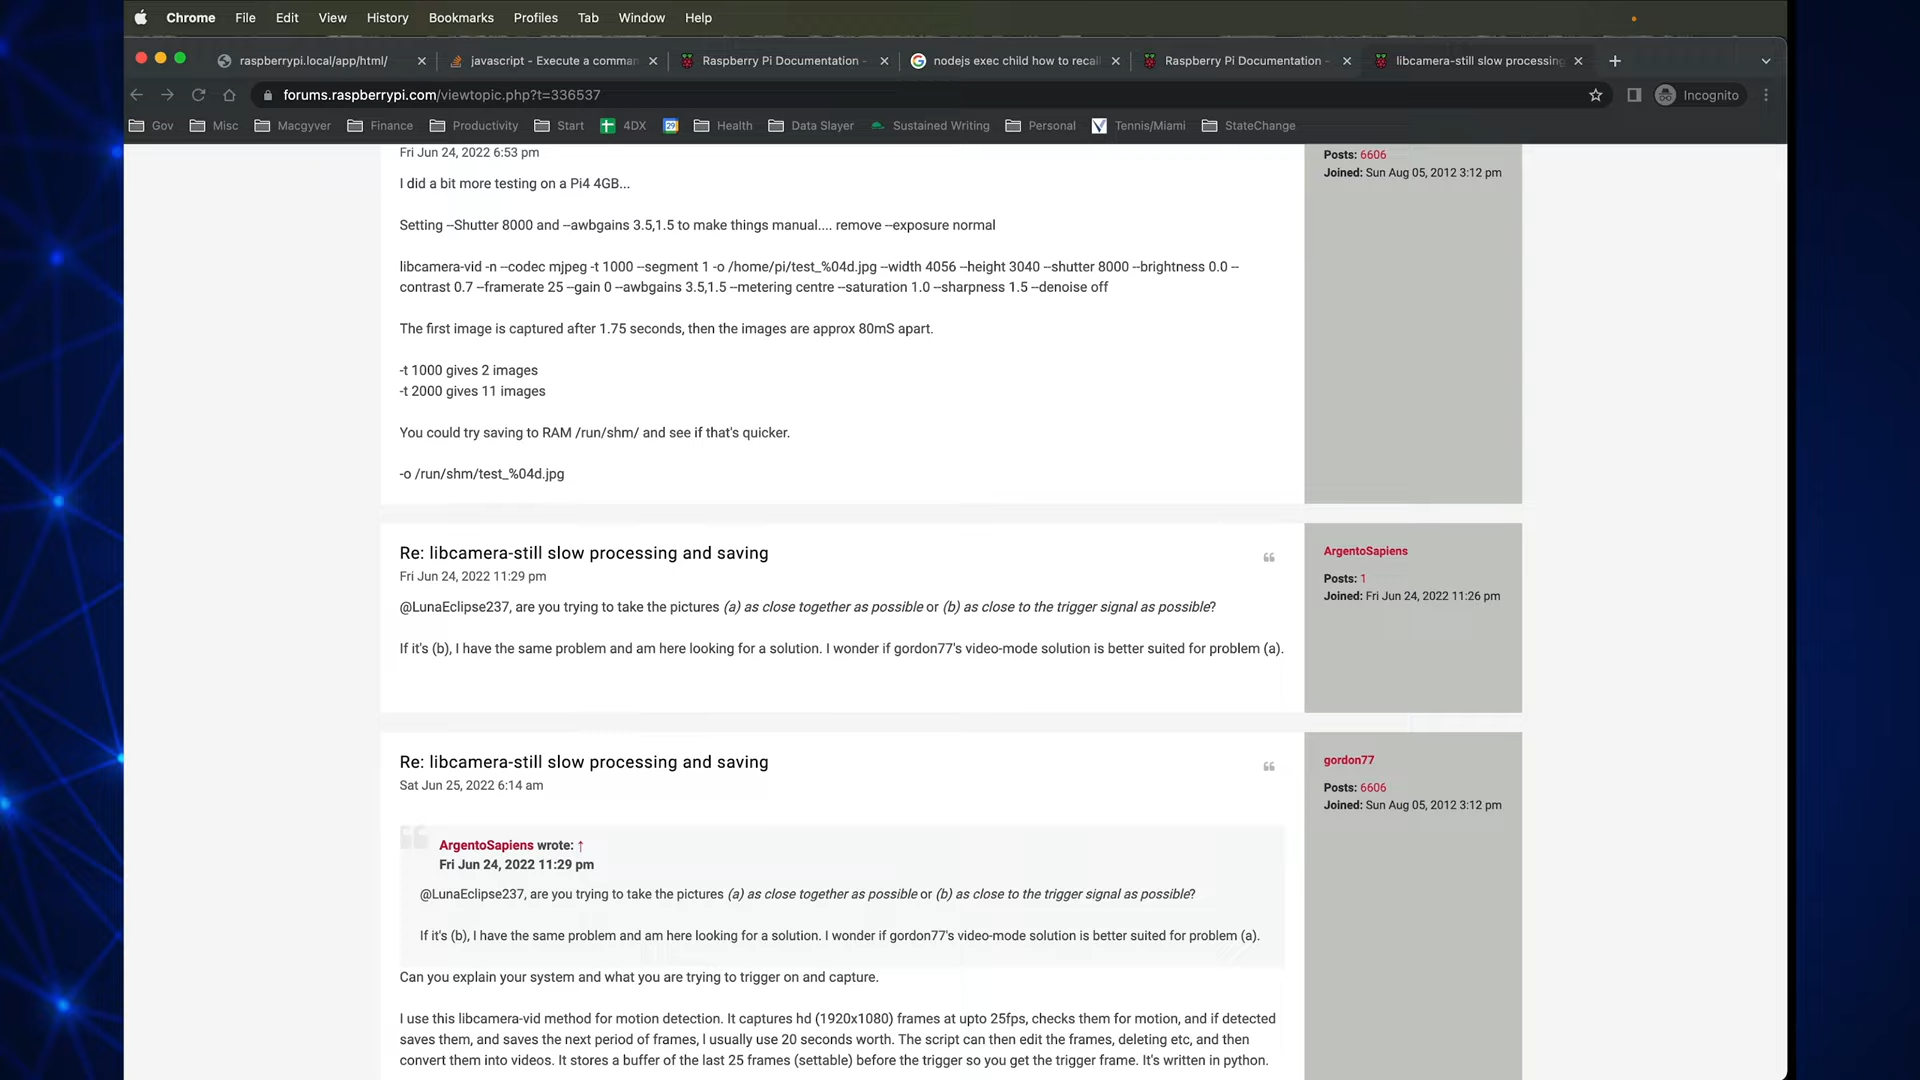 Chrome File Edit View History Bookmarks Profiles Tab Window Help
raspberrypi.local/app/html/
javascript - Execute a comman
Raspberry Pi Documentation -
nodejs exec child how to recall
Raspberry Pi Documentation -
libcamera-still slow processing
forums.raspberrypi.com/viewtopic.php?t=336537
Incognito
Gov Misc Macgyver Finance Productivity Start 4DX 29 Health Data Slayer Sustained Writing Personal Tennis/Miami StateChange
Fri Jun 24, 2022 6:53 pm
Posts: 6606
Joined: Sun Aug 05, 2012 3:12 pm
I did a bit more testing on a Pi4 4GB...
Setting --Shutter 8000 and --awbgains 3.5,1.5 to make things manual.... remove --exposure normal
libcamera-vid -n --codec mjpeg -t 1000 --segment 1 -o /home/pi/test_%04d.jpg --width 4056 --height 3040 --shutter 8000 --brightness 0.0 --
contrast 0.7 --framerate 25 --gain 0 --awbgains 3.5,1.5 --metering centre --saturation 1.0 --sharpness 1.5 --denoise off
The first image is captured after 1.75 seconds, then the images are approx 80mS apart.
-t 1000 gives 2 images
-t 2000 gives 11 images
You could try saving to RAM /run/shm/ and see if that's quicker.
-o /run/shm/test_%04d.jpg
Re: libcamera-still slow processing and saving
Fri Jun 24, 2022 11:29 pm
ArgentoSapiens
Posts: 1
Joined: Fri Jun 24, 2022 11:26 pm
@LunaEclipse237, are you trying to take the pictures (a) as close together as possible or (b) as close to the trigger signal as possible?
If it's (b), I have the same problem and am here looking for a solution. I wonder if gordon77's video-mode solution is better suited for problem (a).
Re: libcamera-still slow processing and saving
Sat Jun 25, 2022 6:14 am
gordon77
Posts: 6606
Joined: Sun Aug 05, 2012 3:12 pm
ArgentoSapiens wrote: ↑
Fri Jun 24, 2022 11:29 pm
@LunaEclipse237, are you trying to take the pictures (a) as close together as possible or (b) as close to the trigger signal as possible?
If it's (b), I have the same problem and am here looking for a solution. I wonder if gordon77's video-mode solution is better suited for problem (a).
Can you explain your system and what you are trying to trigger on and capture.
I use this libcamera-vid method for motion detection. It captures hd (1920x1080) frames at upto 25fps, checks them for motion, and if detected
saves them, and saves the next period of frames, I usually use 20 seconds worth. The script can then edit the frames, deleting etc, and then
convert them into videos. It stores a buffer of the last 25 frames (settable) before the trigger so you get the trigger frame. It's written in python.